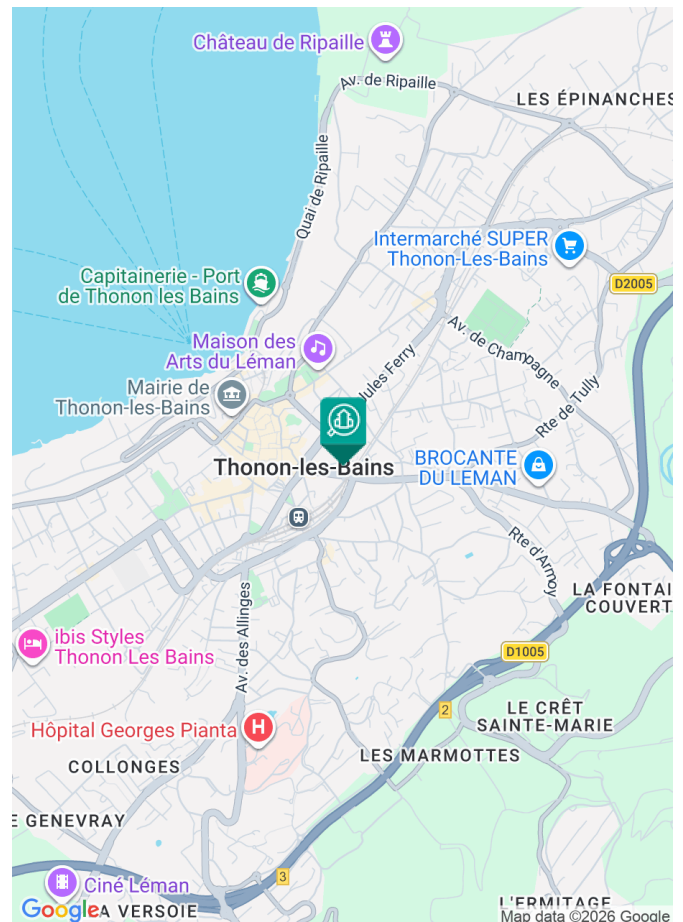 Château de Ripaille
Av. de Ripaille
LES ÉPINANCHES
Quai de Ripaille
Intermarché SUPER
Thonon-Les-Bains
Capitainerie - Port
de Thonon les Bains
D2005
Maison des
Arts du Léman
Av. de Champagne
Jules Ferry
Mairie de
Thonon-les-Bains
Rte de Tully
Thonon-les-Bains
BROCANTE
DU LEMAN
Rte d'Armoy
LA FONTAI
COUVERT
Av. des Allinges
ibis Styles
Thonon Les Bains
D1005
2
LE CRÊT
SAINTE-MARIE
Hôpital Georges Pianta
H
LES MARMOTTES
COLLONGES
E GENEVRAY
3
Ciné Léman
Google
A VERSOIE
L'ERMITAGE
Map data ©2026 Google